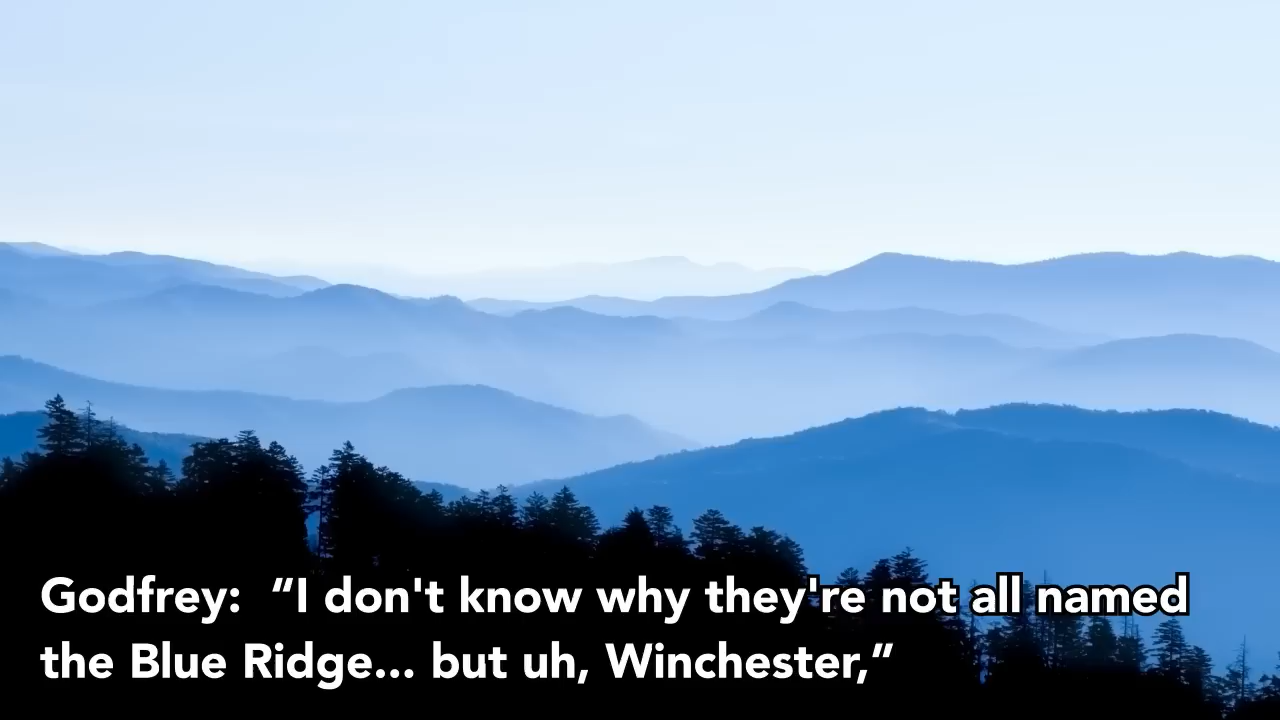 Godfrey:  “I don't know why they're not all named
the Blue Ridge... but uh, Winchester,”